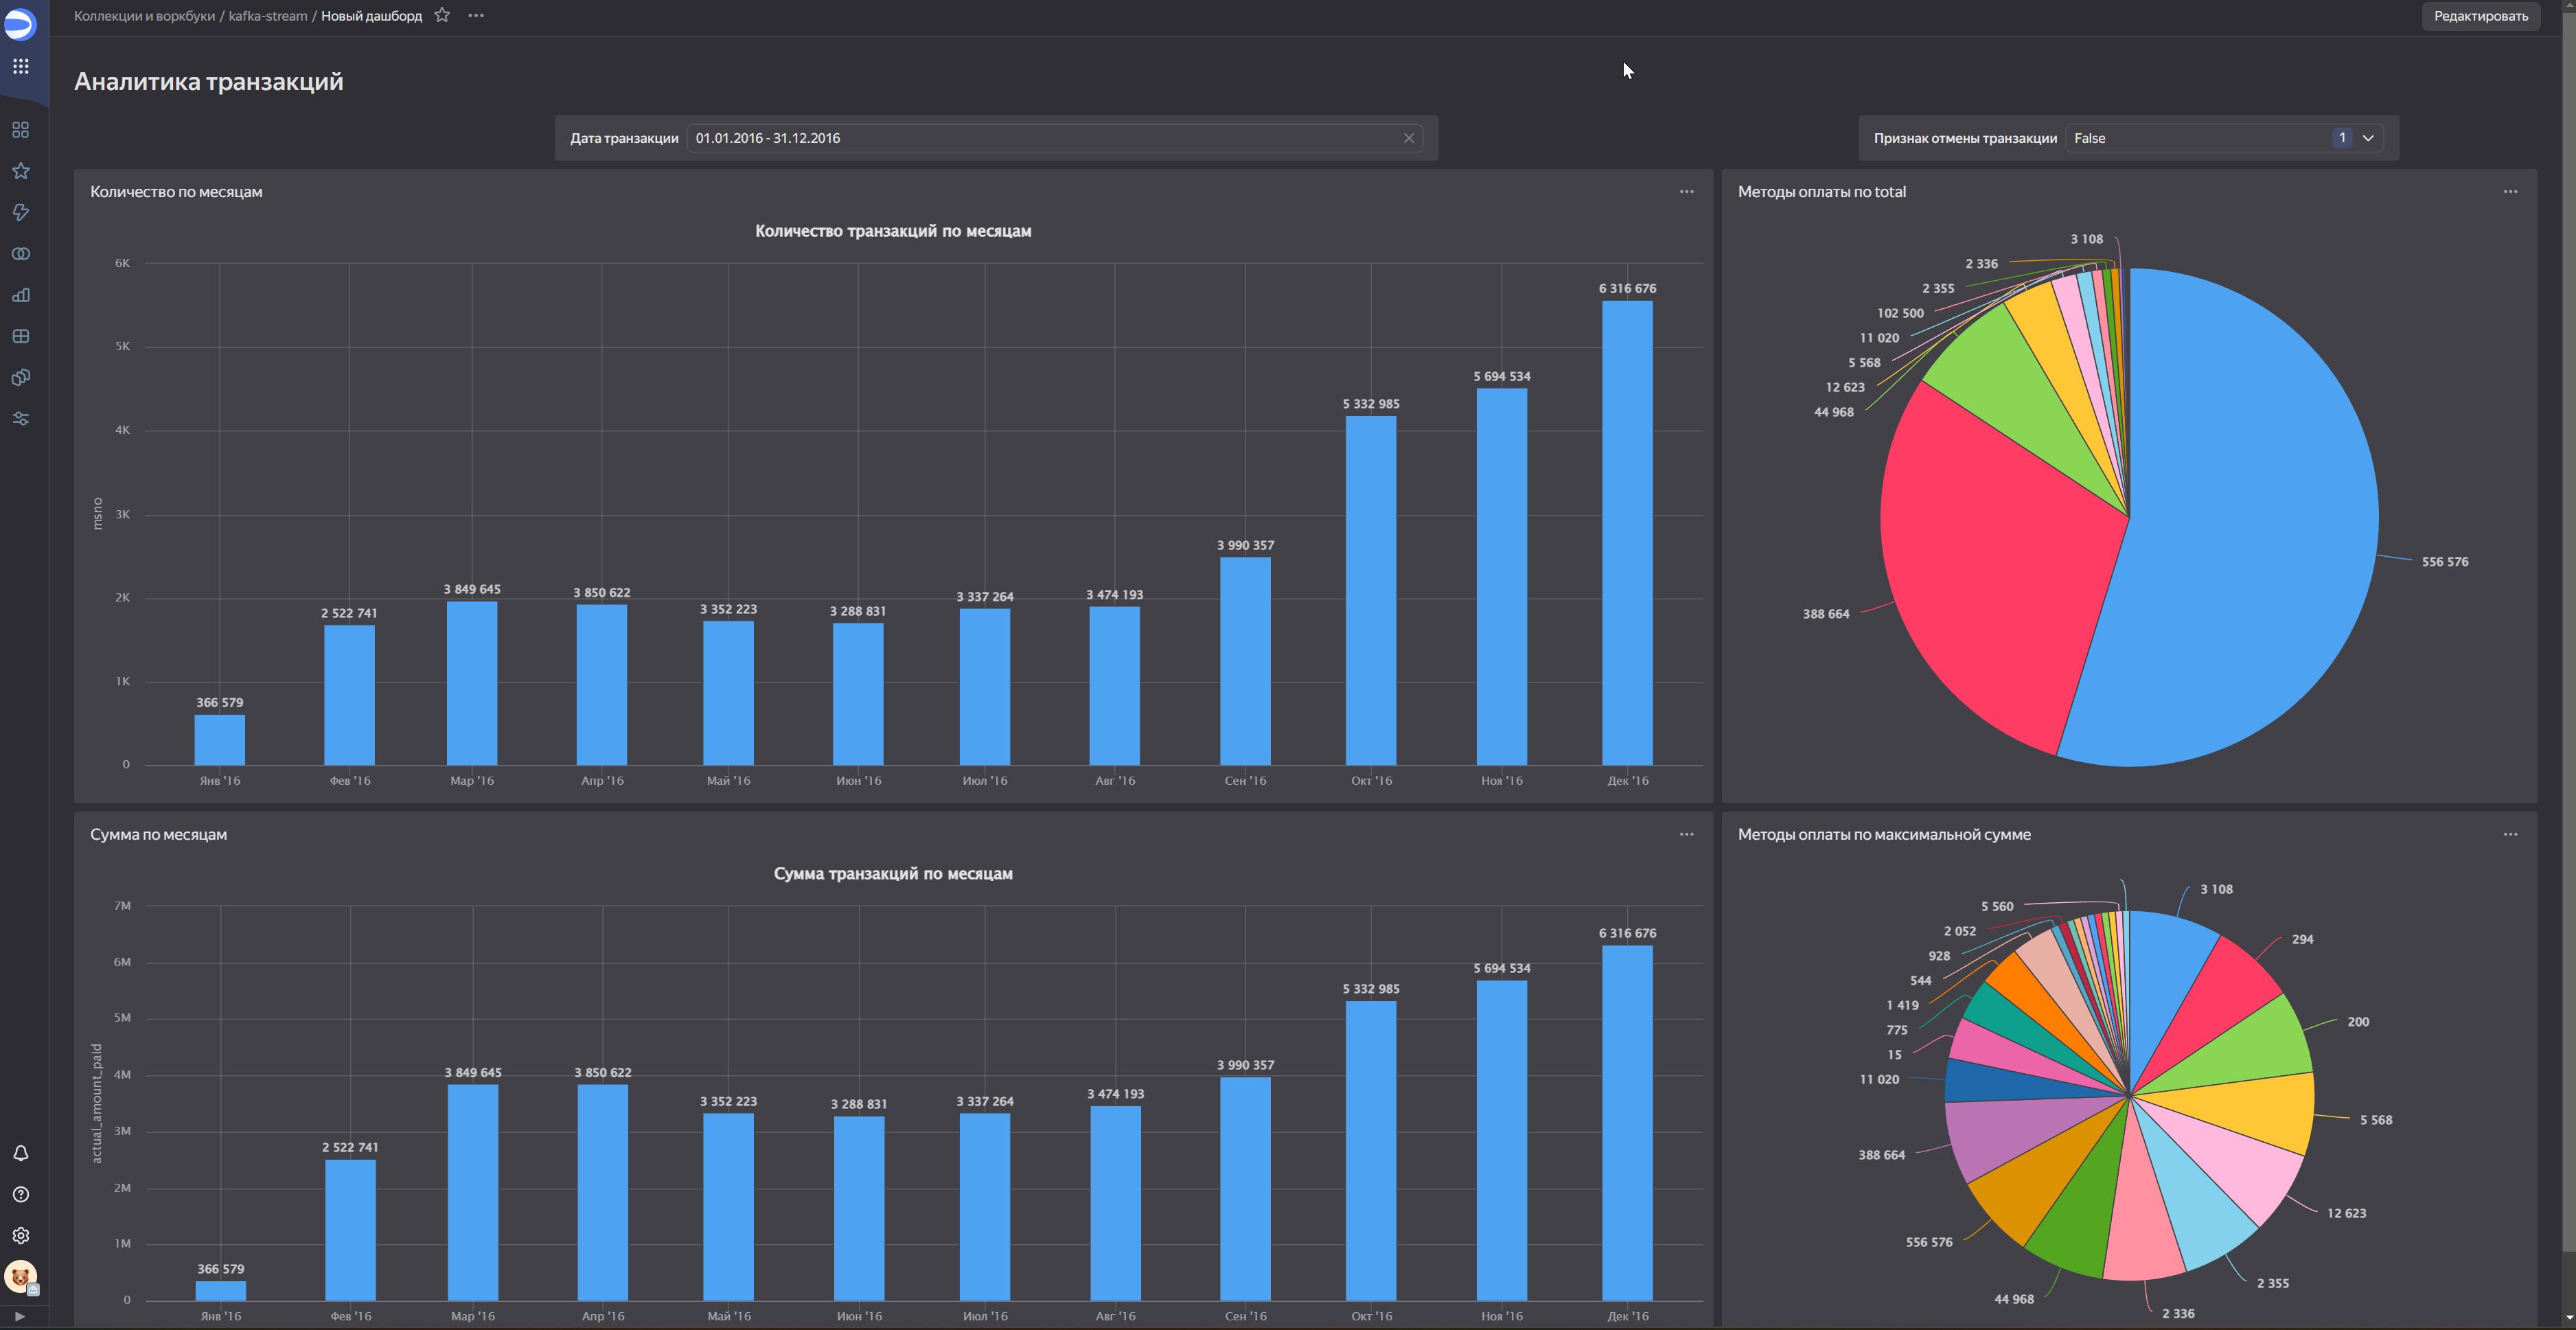 Коллекции и воркбуки / kafka-stream / Новый дашборд
Редактировать
Аналитика транзакций
Дата транзакции 01.01.2016 - 31.12.2016
Признак отмены транзакции False 1
Количество по месяцам
Количество транзакций по месяцам
6K
5K
4K
3K
2K
1K
0
msno
366 579
2 522 741
3 849 645
3 850 622
3 352 223
3 288 831
3 337 264
3 474 193
3 990 357
5 332 985
5 694 534
6 316 676
Янв '16
Фев '16
Мар '16
Апр '16
Май '16
Июн '16
Июл '16
Авг '16
Сен '16
Окт '16
Ноя '16
Дек '16
Методы оплаты по total
3 108
2 336
2 355
102 500
11 020
5 568
12 623
44 968
388 664
556 576
Сумма по месяцам
Сумма транзакций по месяцам
7M
6M
5M
4M
3M
2M
1M
0
actual_amount_paid
366 579
2 522 741
3 849 645
3 850 622
3 352 223
3 288 831
3 337 264
3 474 193
3 990 357
5 332 985
5 694 534
6 316 676
Янв '16
Фев '16
Мар '16
Апр '16
Май '16
Июн '16
Июл '16
Авг '16
Сен '16
Окт '16
Ноя '16
Дек '16
Методы оплаты по максимальной сумме
3 108
294
200
5 568
12 623
2 355
2 336
44 968
556 576
388 664
11 020
15
775
1 419
544
928
2 052
5 560